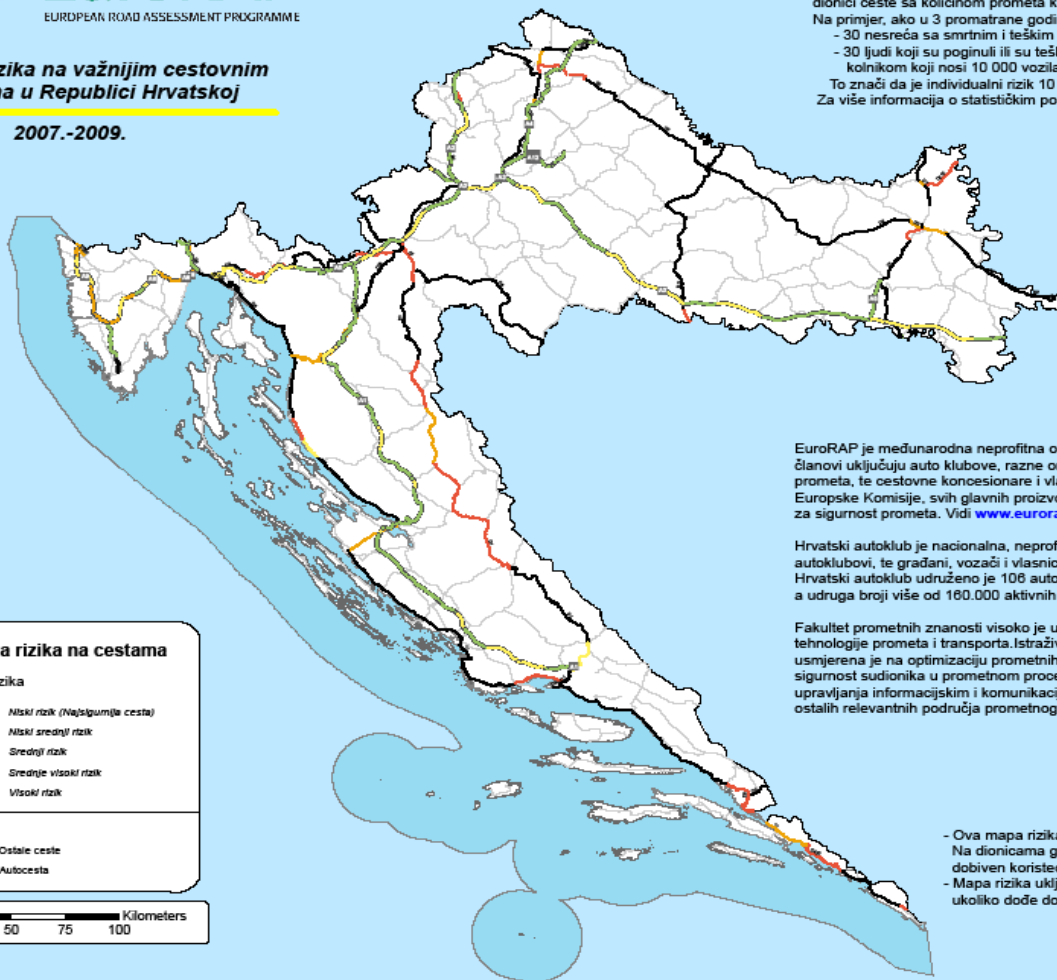 EUROPEAN ROAD ASSESSMENT PROGRAMME
zika na važnijim cestovnim
na u Republici Hrvatskoj
2007.-2009.
dionici ceste sa količinom prometa k
Na primjer, ako u 3 promatrane godi
- 30 nesreća sa smrtnim i teškim
- 30 ljudi koji su poginuli ili su tešl
kolnikom koji nosi 10 000 vozila
To znači da je individualni rizik 10
Za više informacija o statističkim po
EuroRAP je međunarodna neprofitna o
članovi uključuju auto klubove, razne o
prometa, te cestovne koncesionare i vla
Europske Komisije, svih glavnih proizvo
za sigurnost prometa. Vidi www.eurora
Hrvatski autoklub je nacionalna, neprof
autoklubovi, te građani, vozači i vlasnic
Hrvatski autoklub udruženo je 106 auto
a udruga broji više od 160.000 aktivnih
Fakultet prometnih znanosti visoko je u
tehnologije prometa i transporta.Istraživ
usmjerena je na optimizaciju prometnih
sigurnost sudionika u prometnom proce
upravljanja informacijskim i komunikaci
ostalih relevantnih područja prometnog
a rizika na cestama
zika
Niski rizik (Najsigurnija cesta)
Niski srednji rizik
Srednji rizik
Srednje visoki rizik
Visoki rizik
Ostale ceste
Autocesta
Kilometers
50 75 100
- Ova mapa rizika
Na dionicama g
dobiven koristeć
- Mapa rizika uklj
ukoliko dođe do